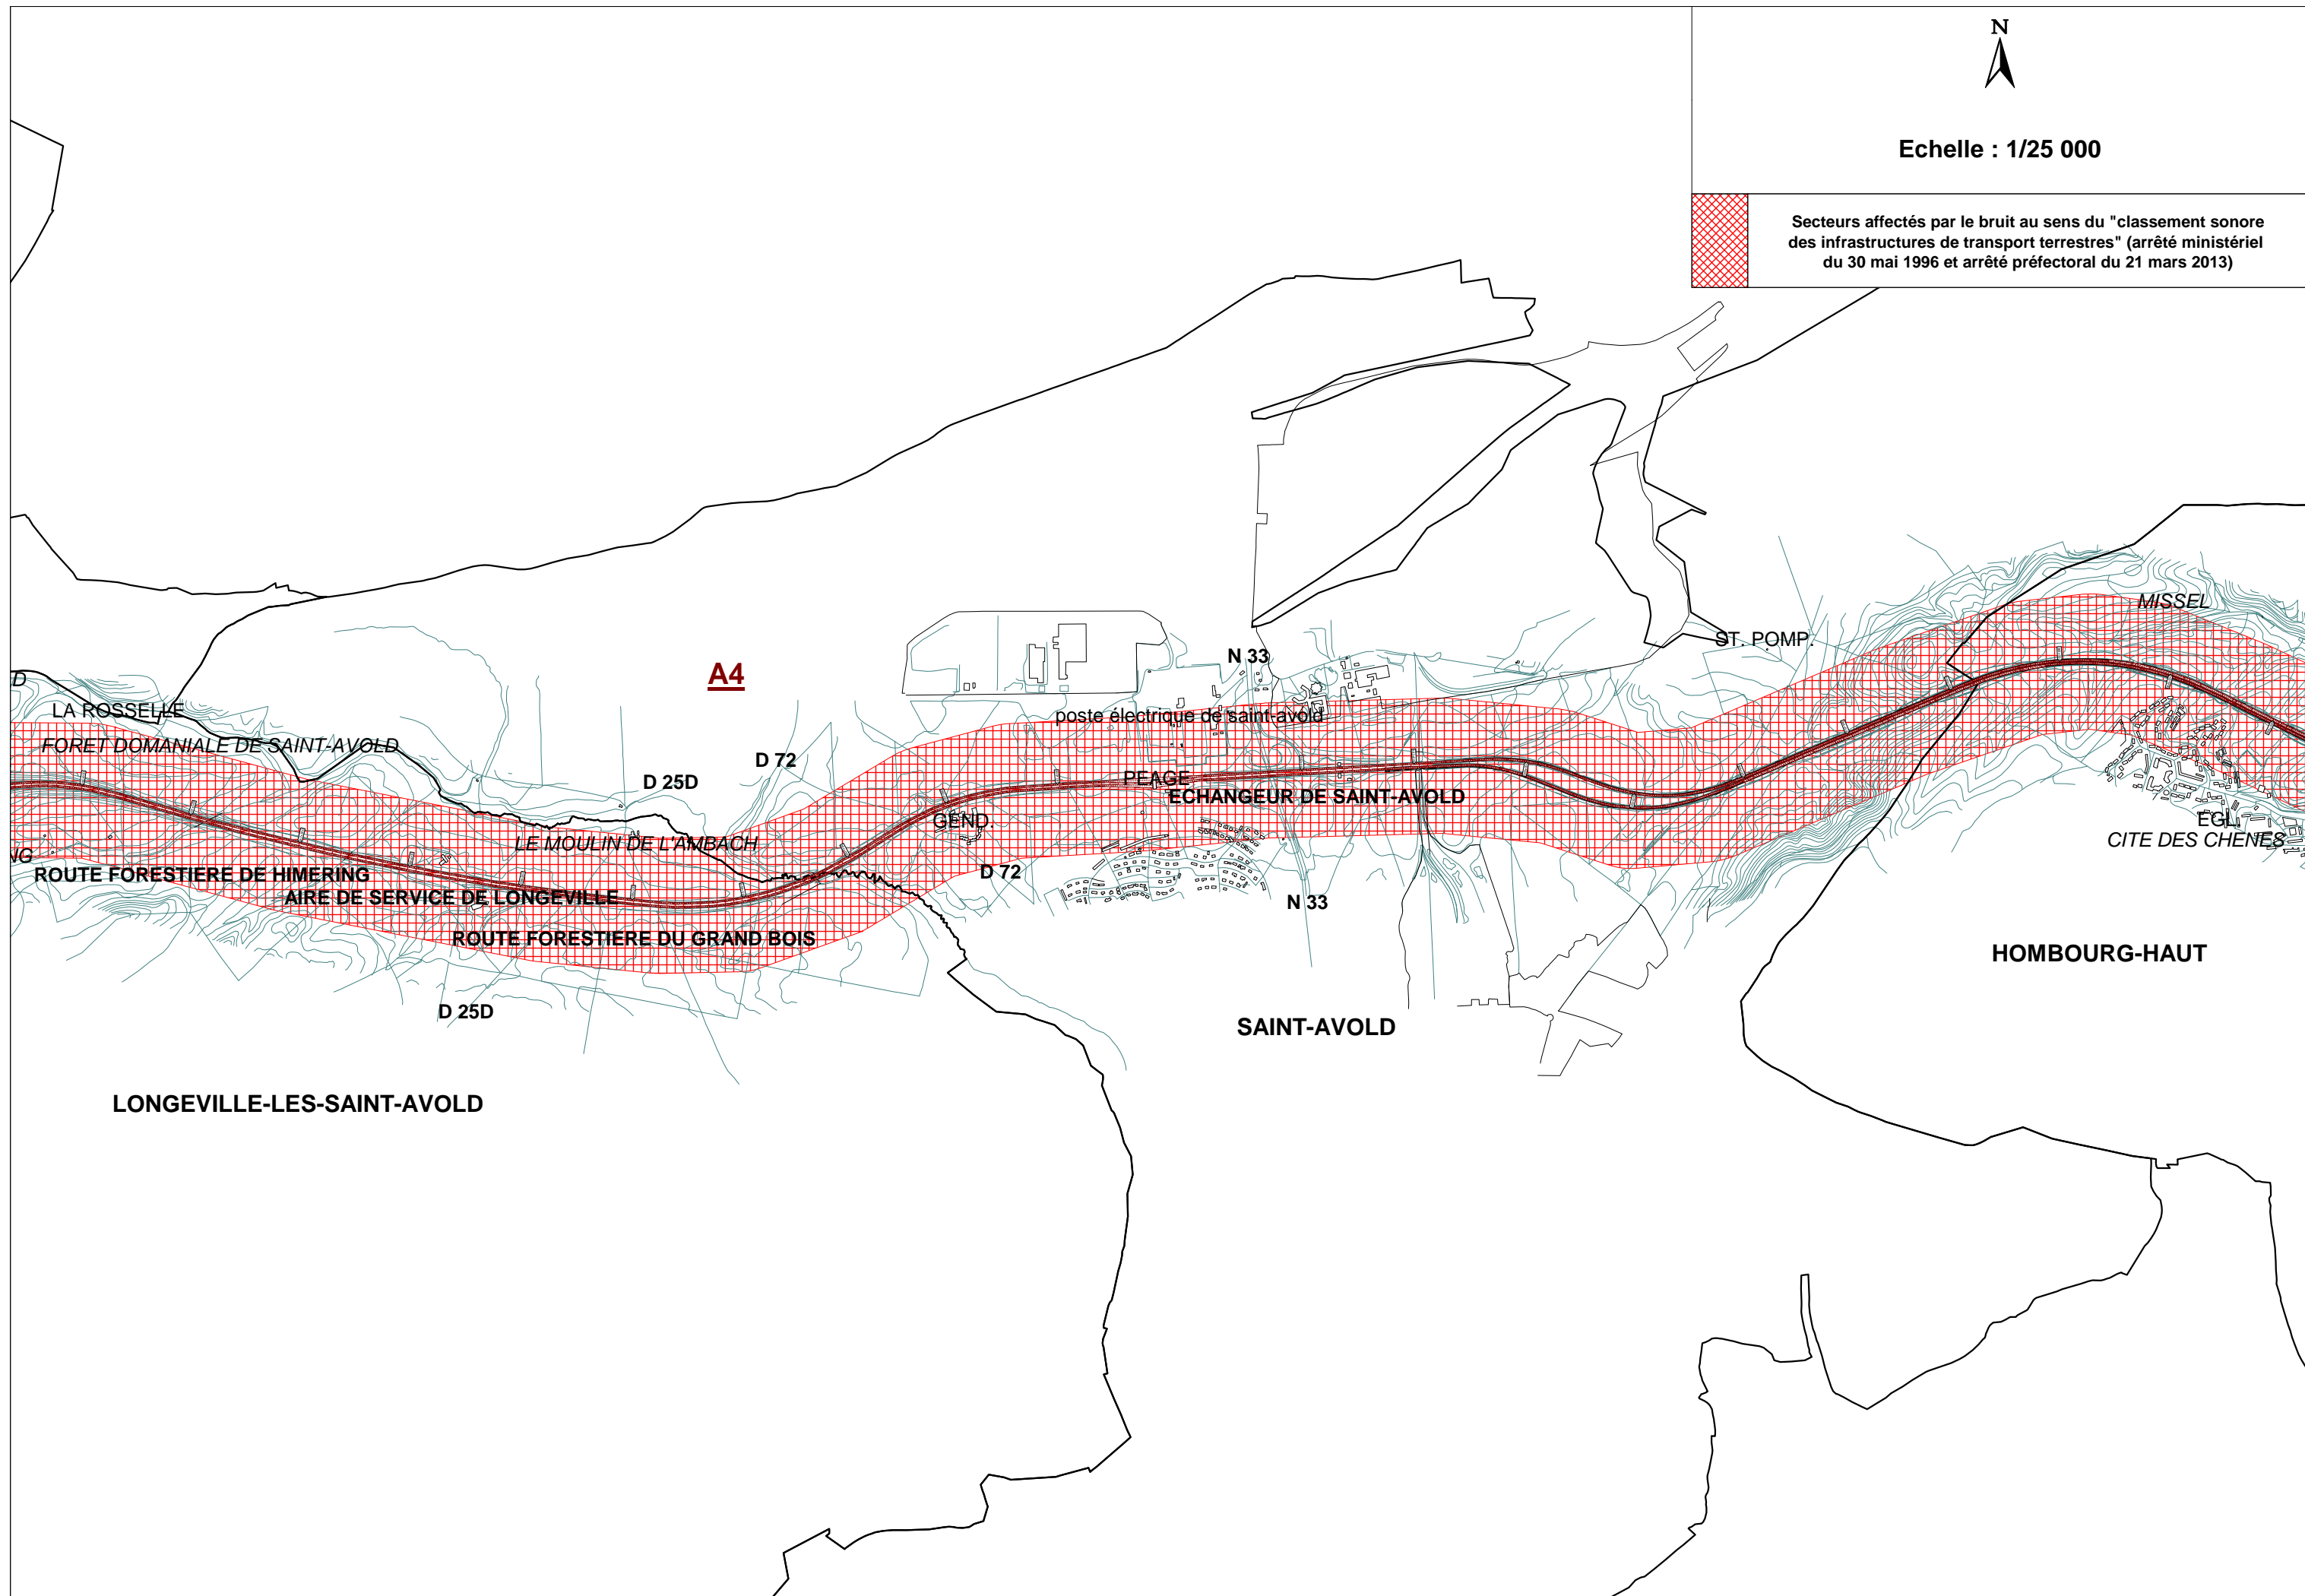 N
Echelle : 1/25 000
Secteurs affectés par le bruit au sens du "classement sonore
des infrastructures de transport terrestres" (arrêté ministériel
du 30 mai 1996 et arrêté préfectoral du 21 mars 2013)
MISSEL
ST. POMP.
N 33
A4
D
LA ROSSELLE
poste électrique de saint-avold
FORET DOMANIALE DE SAINT-AVOLD
D 72
D 25D
PEAGE
ECHANGEUR DE SAINT-AVOLD
GEND.
EGL.
LE MOULIN DE L'AMBACH
CITE DES CHENES
NG
ROUTE FORESTIERE DE HIMERING
D 72
AIRE DE SERVICE DE LONGEVILLE
N 33
ROUTE FORESTIERE DU GRAND BOIS
HOMBOURG-HAUT
D 25D
SAINT-AVOLD
LONGEVILLE-LES-SAINT-AVOLD